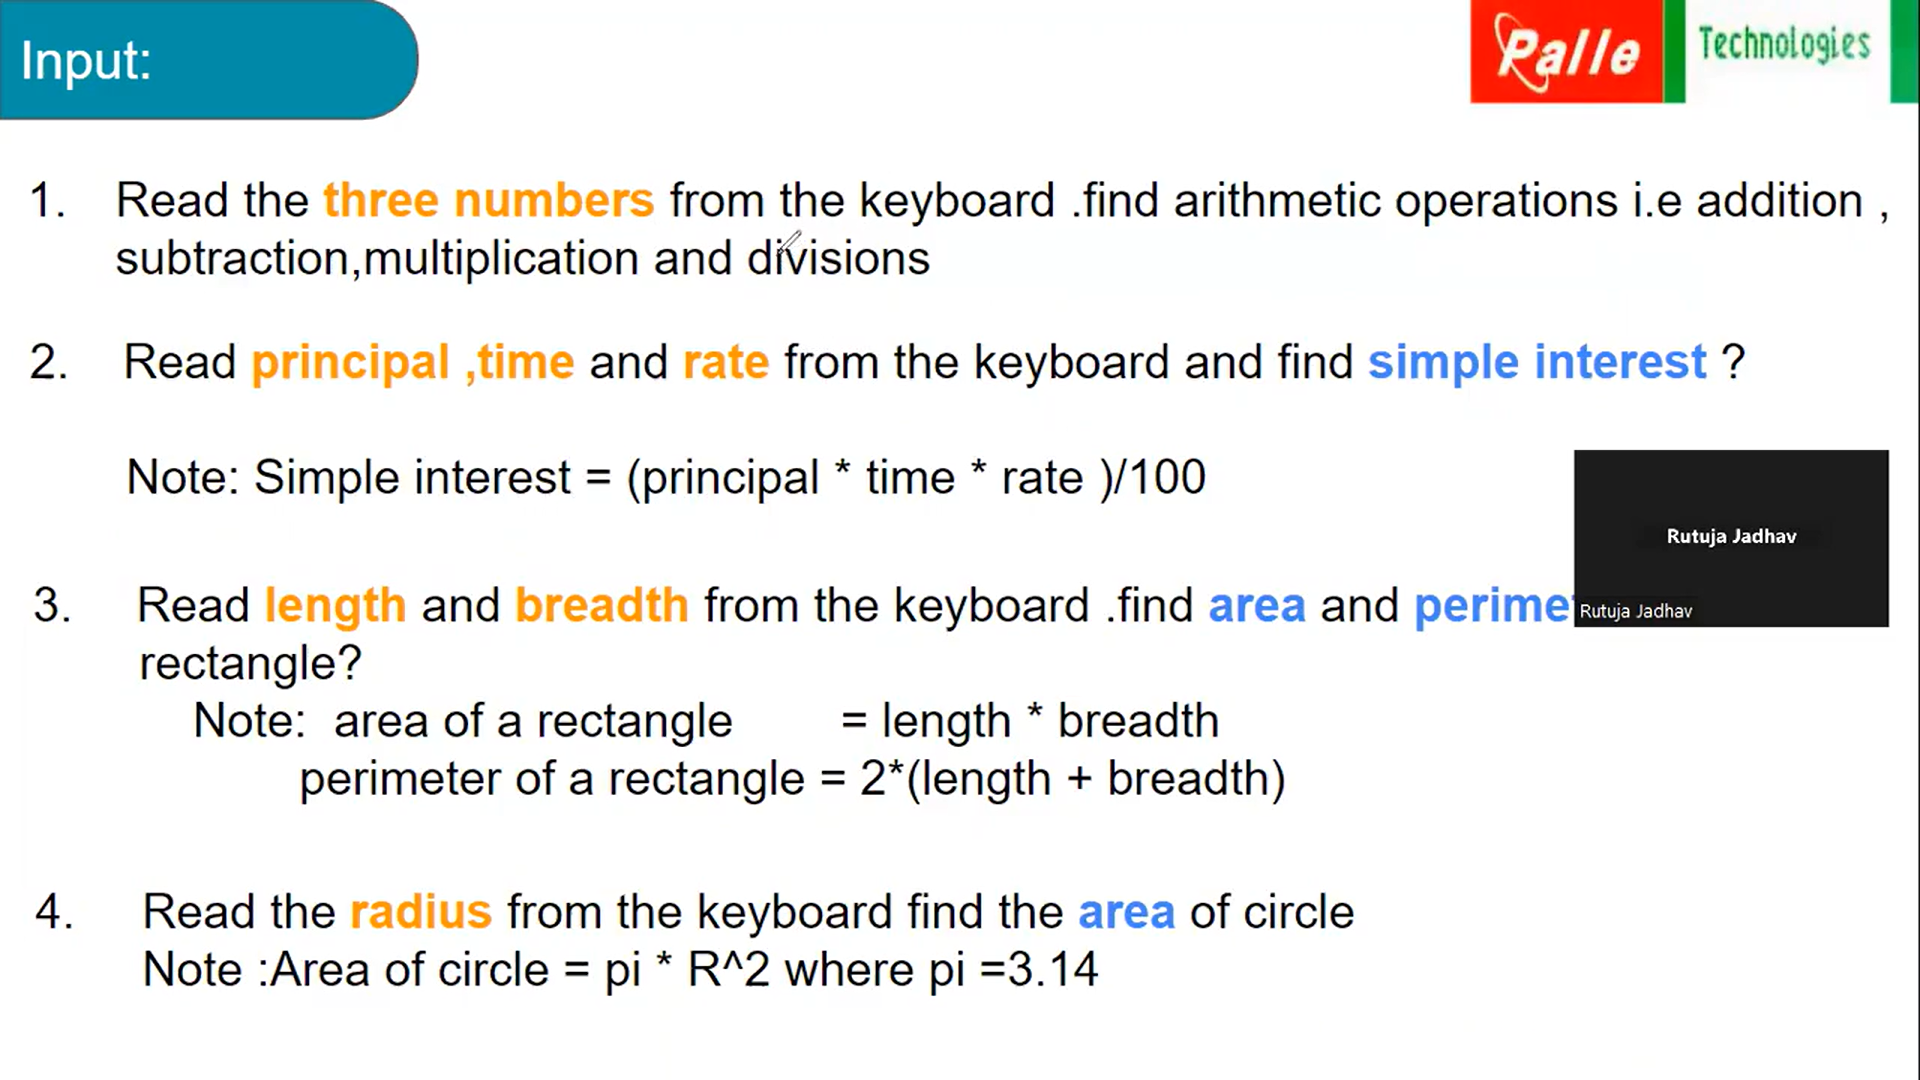 Input:
Palle Technologies
1. Read the three numbers from the keyboard .find arithmetic operations i.e addition ,
subtraction,multiplication and divisions
2. Read principal ,time and rate from the keyboard and find simple interest ?
Note: Simple interest = (principal * time * rate )/100
Rutuja Jadhav
3. Read length and breadth from the keyboard .find area and perime
Rutuja Jadhav
rectangle?
Note: area of a rectangle = length * breadth
perimeter of a rectangle = 2*(length + breadth)
4. Read the radius from the keyboard find the area of circle
Note :Area of circle = pi * R^2 where pi =3.14